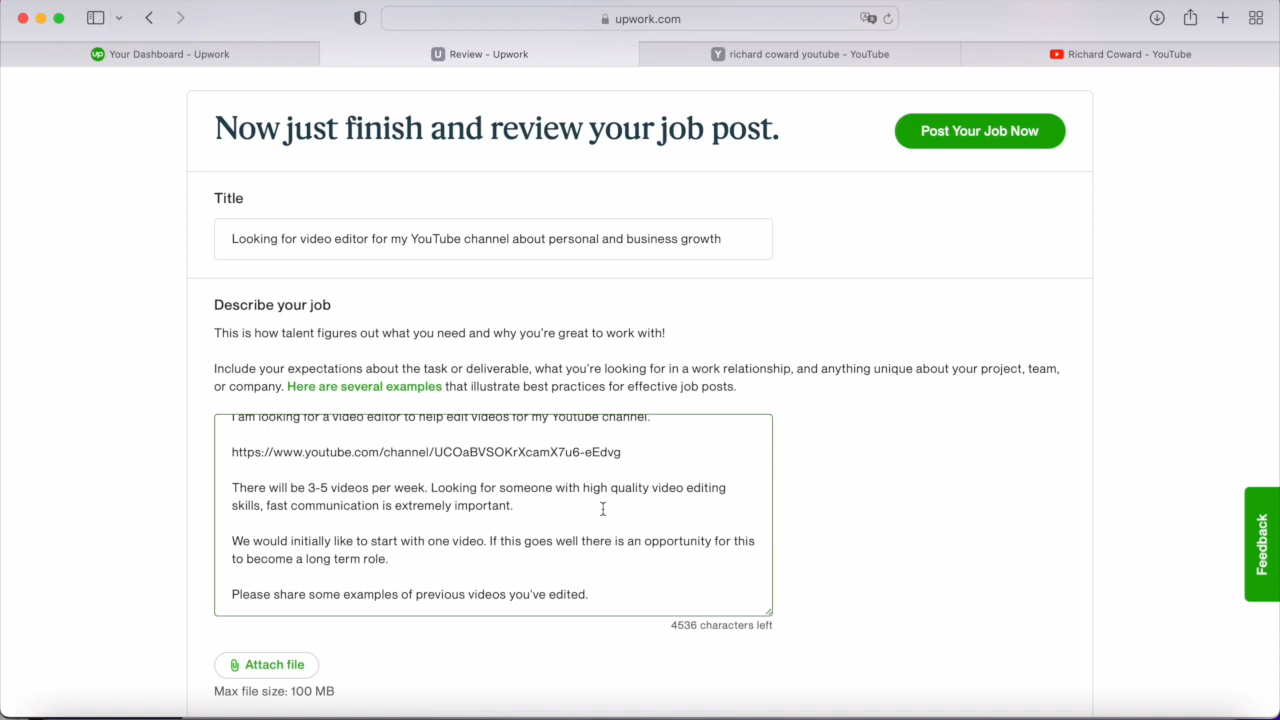 upwork.com
up Your Dashboard - Upwork
U Review - Upwork
Y richard coward youtube - YouTube
Richard Coward - YouTube
Now just finish and review your job post.
Post Your Job Now
Title
Looking for video editor for my YouTube channel about personal and business growth
Describe your job
This is how talent figures out what you need and why you're great to work with!
Include your expectations about the task or deliverable, what you're looking for in a work relationship, and anything unique about your project, team,
or company. Here are several examples that illustrate best practices for effective job posts.
I am looking for a video editor to help edit videos for my Youtube channel.
https://www.youtube.com/channel/UCOaBVSOKrXcamX7u6-eEdvg
There will be 3-5 videos per week. Looking for someone with high quality video editing
skills, fast communication is extremely important.
We would initially like to start with one video. If this goes well there is an opportunity for this
to become a long term role.
Please share some examples of previous videos you've edited.
4536 characters left
Attach file
Max file size: 100 MB
Feedback